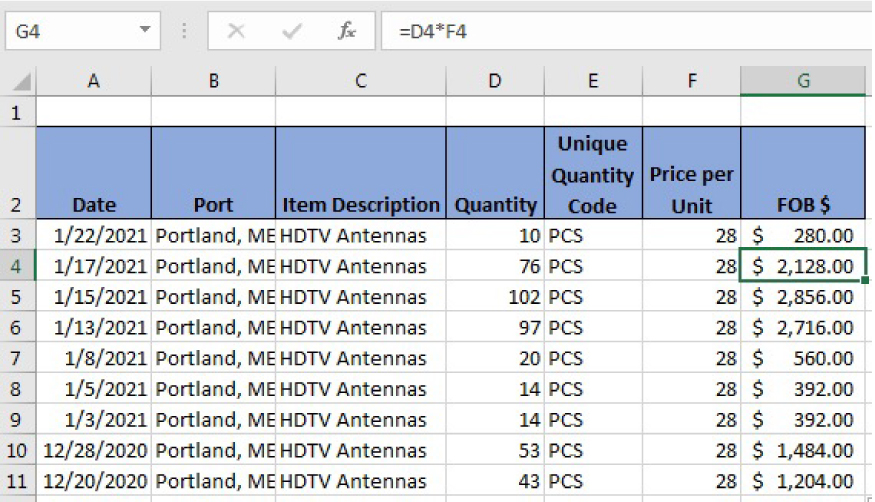 G4 fx =D4*F4
A B C D E F G
1
2 Date Port Item Description Quantity Unique Quantity Code Price per Unit FOB $
3 1/22/2021 Portland, ME HDTV Antennas 10 PCS 28 $ 280.00
4 1/17/2021 Portland, ME HDTV Antennas 76 PCS 28 $ 2,128.00
5 1/15/2021 Portland, ME HDTV Antennas 102 PCS 28 $ 2,856.00
6 1/13/2021 Portland, ME HDTV Antennas 97 PCS 28 $ 2,716.00
7 1/8/2021 Portland, ME HDTV Antennas 20 PCS 28 $ 560.00
8 1/5/2021 Portland, ME HDTV Antennas 14 PCS 28 $ 392.00
9 1/3/2021 Portland, ME HDTV Antennas 14 PCS 28 $ 392.00
10 12/28/2020 Portland, ME HDTV Antennas 53 PCS 28 $ 1,484.00
11 12/20/2020 Portland, ME HDTV Antennas 43 PCS 28 $ 1,204.00